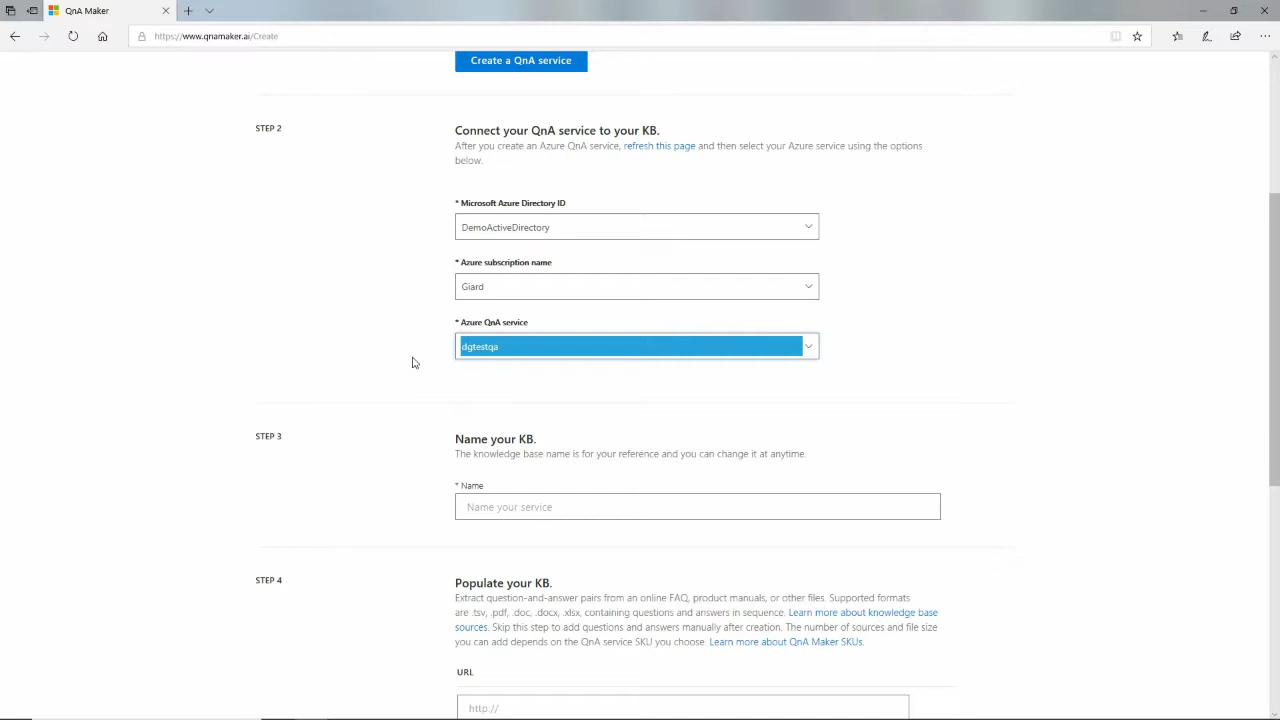 QnA Maker
https://www.qnamaker.ai/Create
Create a QnA service
STEP 2
Connect your QnA service to your KB.
After you create an Azure QnA service, refresh this page and then select your Azure service using the options
below.
* Microsoft Azure Directory ID
DemoActiveDirectory
* Azure subscription name
Giard
* Azure QnA service
dgtestqa
STEP 3
Name your KB.
The knowledge base name is for your reference and you can change it at anytime.
* Name
Name your service
STEP 4
Populate your KB.
Extract question-and-answer pairs from an online FAQ, product manuals, or other files. Supported formats
are .tsv, .pdf, .doc, .docx, .xlsx, containing questions and answers in sequence. Learn more about knowledge base
sources. Skip this step to add questions and answers manually after creation. The number of sources and file size
you can add depends on the QnA service SKU you choose. Learn more about QnA Maker SKUs.
URL
http://